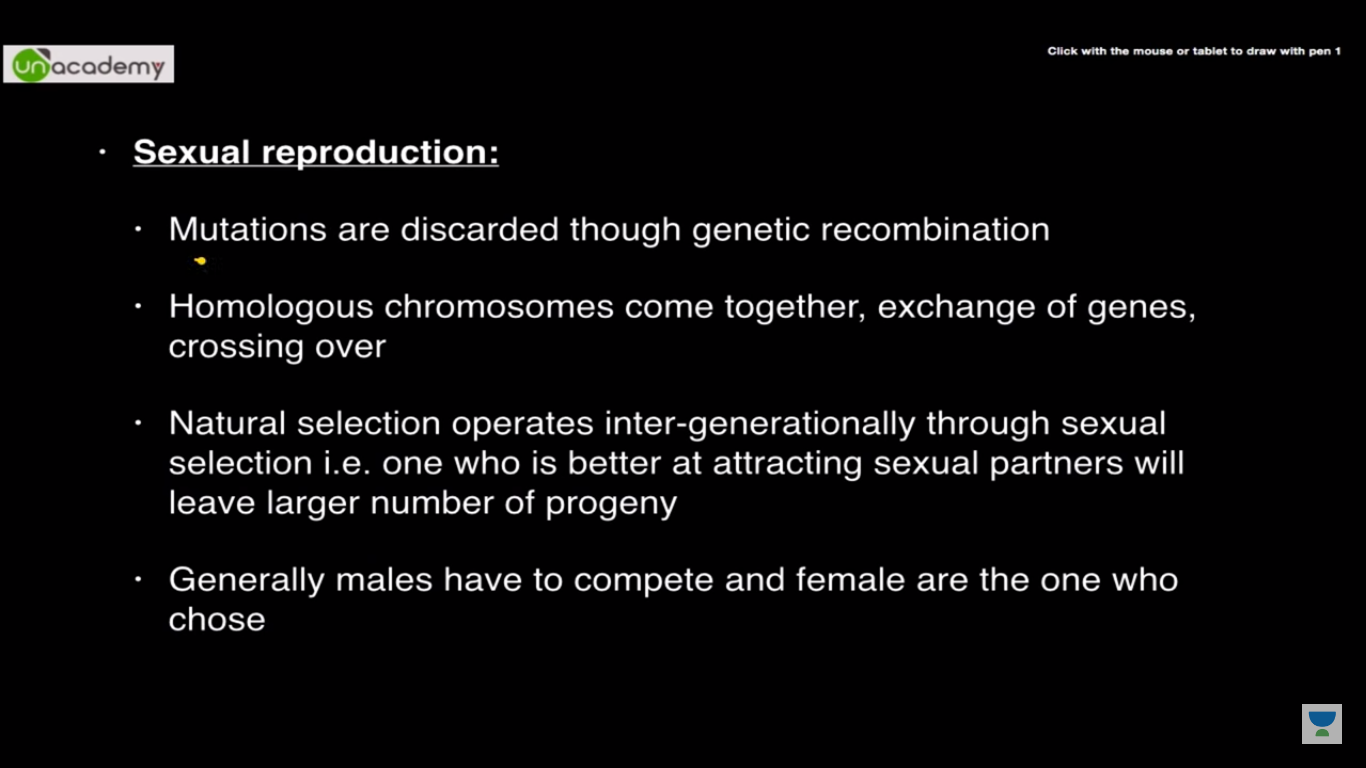 unacademy
Click with the mouse or tablet to draw with pen 1
· Sexual reproduction:
· Mutations are discarded though genetic recombination
· Homologous chromosomes come together, exchange of genes,
crossing over
· Natural selection operates inter-generationally through sexual
selection i.e. one who is better at attracting sexual partners will
leave larger number of progeny
· Generally males have to compete and female are the one who
chose